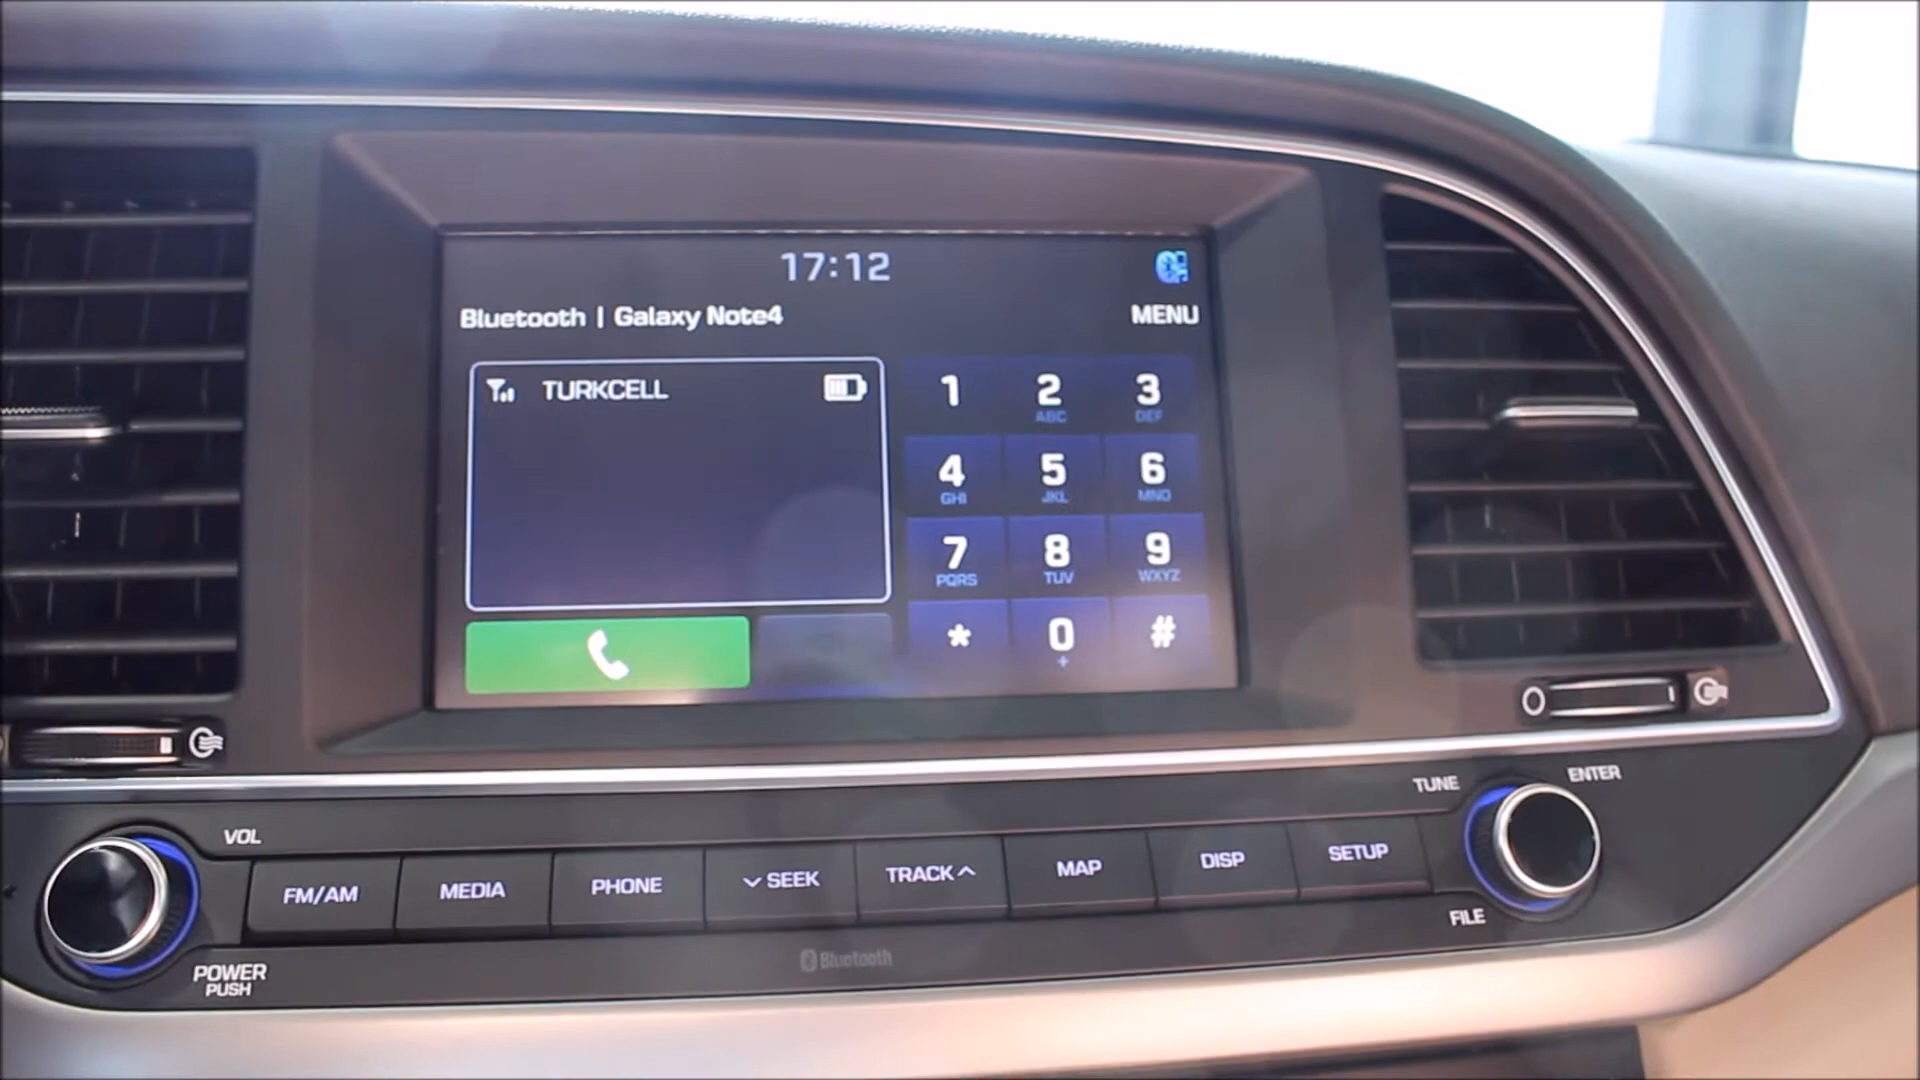 17:12
Bluetooth | Galaxy Note4
MENU
TURKCELL
1
2
ABC
3
DEF
4
GHI
5
JKL
6
MNO
7
PQRS
8
TUV
9
WXYZ
*
0
+
#
VOL
POWER
PUSH
FM/AM
MEDIA
PHONE
SEEK
TRACK
MAP
DISP
SETUP
TUNE
ENTER
FILE
Bluetooth